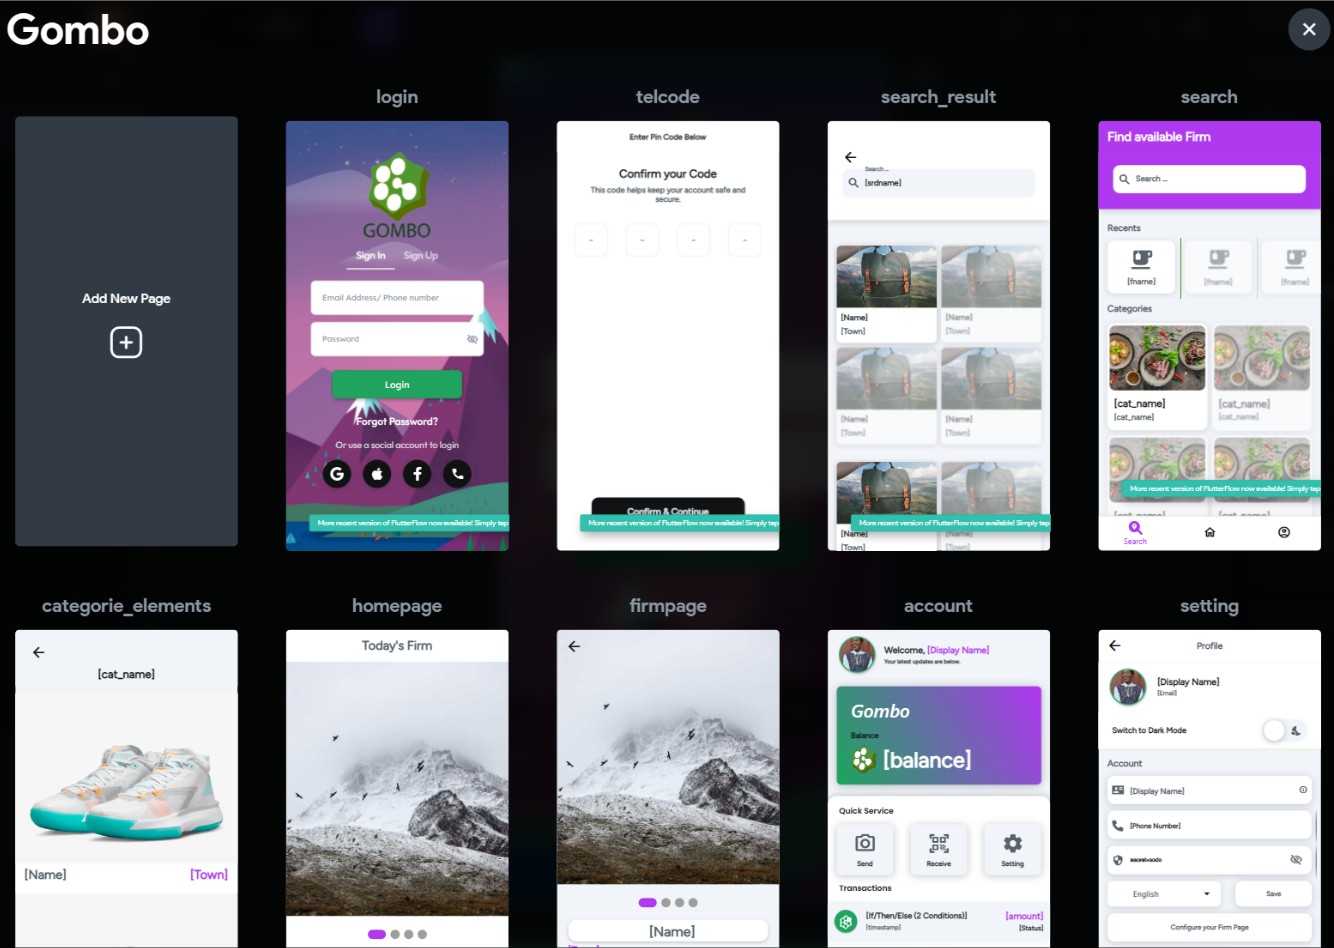 Gombo
login
telcode
search_result
search
Add New Page
GOMBO
Sign In
Sign Up
Email Address/ Phone number
Password
Login
Forgot Password?
Or use a social account to login
More recent version of FlutterFlow now available! Simply tap
Enter Pin Code Below
Confirm your Code
This code helps keep your account safe and
secure.
- - - -
Confirm & Continue
More recent version of FlutterFlow now available! Simply tap
Search ...
[srdname]
[Name]
[Town]
[Name]
[Town]
[Name]
[Town]
[Name]
[Town]
More recent version of FlutterFlow now available! Simply tap
[Name]
[Town]
[Name]
[Town]
Find available Firm
Search ...
Recents
[fname]
[fname]
[fname]
Categories
[cat_name]
[cat_name]
[cat_name]
[cat_name]
More recent version of FlutterFlow now available! Simply tap
[cat_name]
[cat_name]
Search
categorie_elements
homepage
firmpage
account
setting
[cat_name]
[Name]
[Town]
Today's Firm
[Name]
Welcome, [Display Name]
Your latest updates are below.
Gombo
Balance
[balance]
Quick Service
Send
Receive
Setting
Transactions
[If/Then/Else (2 Conditions)]
[amount]
[timestamp]
[Status]
Profile
[Display Name]
[Email]
Switch to Dark Mode
Account
[Display Name]
[Phone Number]
English
Save
Configure your Firm Page